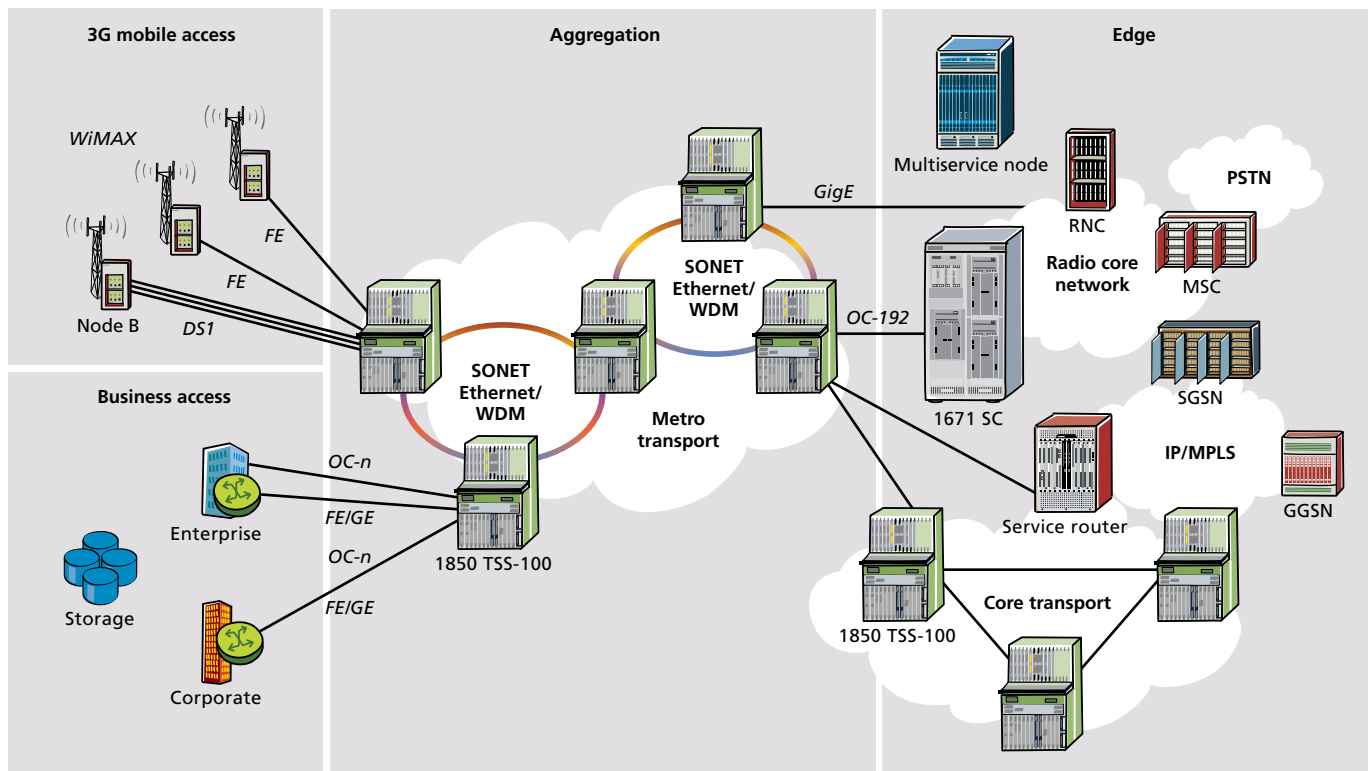 3G mobile access
WiMAX
FE
FE
Node B
DS1
Business access
OC-n
FE/GE
Enterprise
OC-n
FE/GE
Storage
Corporate
Aggregation
SONET
Ethernet/
WDM
SONET
Ethernet/
WDM
Metro
transport
1850 TSS-100
GigE
OC-192
Edge
Multiservice node
RNC
PSTN
Radio core
network
MSC
1671 SC
SGSN
IP/MPLS
Service router
GGSN
1850 TSS-100
Core transport